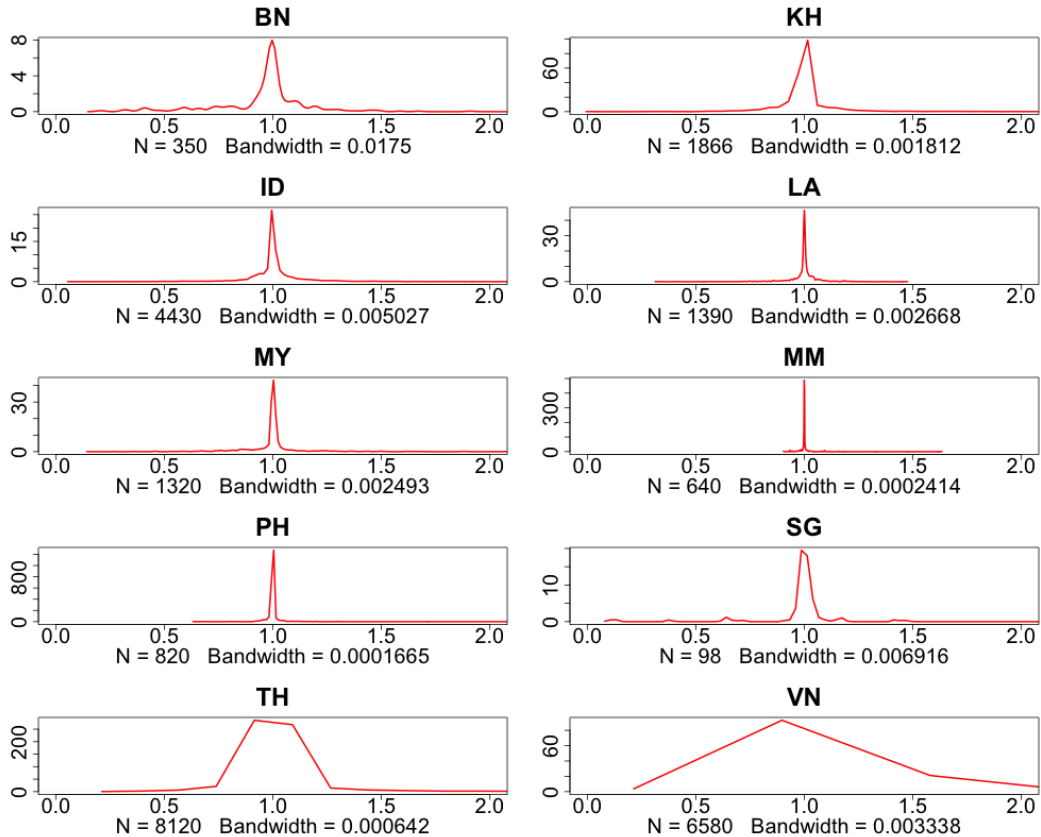 BN
8
4
0
0.0 0.5 1.0 1.5 2.0
N = 350 Bandwidth = 0.0175
KH
60
0
0.0 0.5 1.0 1.5 2.0
N = 1866 Bandwidth = 0.001812
ID
15
0
0.0 0.5 1.0 1.5 2.0
N = 4430 Bandwidth = 0.005027
LA
30
0
0.0 0.5 1.0 1.5 2.0
N = 1390 Bandwidth = 0.002668
MY
30
0
0.0 0.5 1.0 1.5 2.0
N = 1320 Bandwidth = 0.002493
MM
300
0
0.0 0.5 1.0 1.5 2.0
N = 640 Bandwidth = 0.0002414
PH
800
0
0.0 0.5 1.0 1.5 2.0
N = 820 Bandwidth = 0.0001665
SG
10
0
0.0 0.5 1.0 1.5 2.0
N = 98 Bandwidth = 0.006916
TH
200
0
0.0 0.5 1.0 1.5 2.0
N = 8120 Bandwidth = 0.000642
VN
60
0
0.0 0.5 1.0 1.5 2.0
N = 6580 Bandwidth = 0.003338